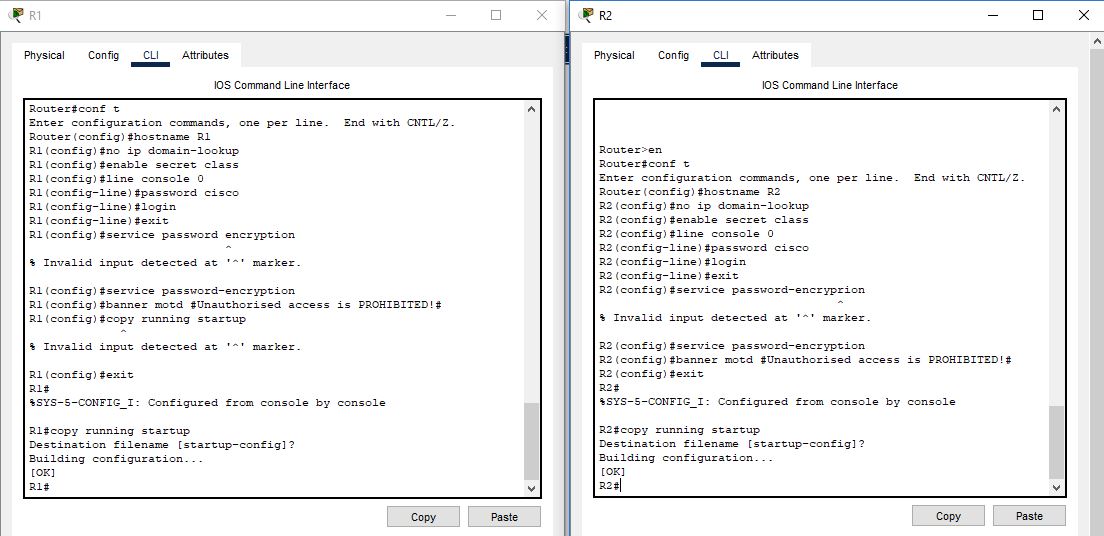 R1
Physical Config CLI Attributes
IOS Command Line Interface
Router#conf t
Enter configuration commands, one per line.  End with CNTL/Z.
Router(config)#hostname R1
R1(config)#no ip domain-lookup
R1(config)#enable secret class
R1(config)#line console 0
R1(config-line)#password cisco
R1(config-line)#login
R1(config-line)#exit
R1(config)#service password encryption
^
% Invalid input detected at '^' marker.
R1(config)#service password-encryption
R1(config)#banner motd #Unauthorised access is PROHIBITED!#
R1(config)#copy running startup
^
% Invalid input detected at '^' marker.
R1(config)#exit
R1#
%SYS-5-CONFIG_I: Configured from console by console
R1#copy running startup
Destination filename [startup-config]?
Building configuration...
[OK]
R1#
Copy Paste
R2
Physical Config CLI Attributes
IOS Command Line Interface
Router>en
Router#conf t
Enter configuration commands, one per line.  End with CNTL/Z.
Router(config)#hostname R2
R2(config)#no ip domain-lookup
R2(config)#enable secret class
R2(config)#line console 0
R2(config-line)#password cisco
R2(config-line)#login
R2(config-line)#exit
R2(config)#service password-encryprion
^
% Invalid input detected at '^' marker.
R2(config)#service password-encryption
R2(config)#banner motd #Unauthorised access is PROHIBITED!#
R2(config)#exit
R2#
%SYS-5-CONFIG_I: Configured from console by console
R2#copy running startup
Destination filename [startup-config]?
Building configuration...
[OK]
R2#
Copy Paste